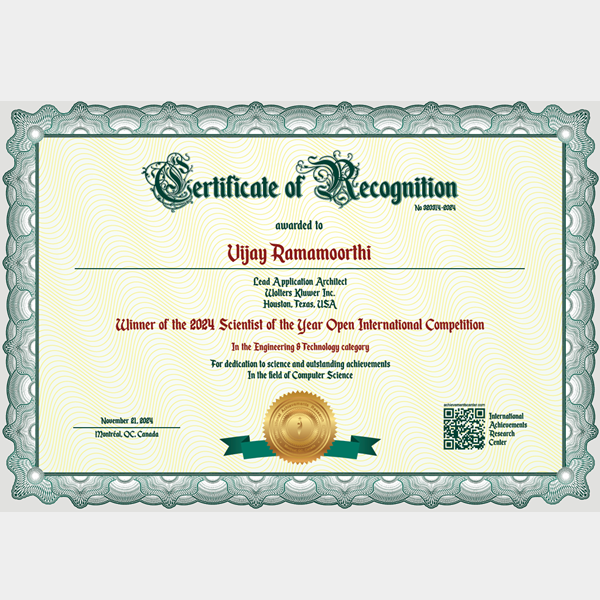 Certificate of Recognition
awarded to
Vijay Ramamoorthi
Lead Application Architect
Wolters Kluwer Inc.
Houston, Texas, USA
Winner of the 2024 Scientist of the Year Open International Competition
In the Engineering & Technology category
For dedication to science and outstanding achievements
In the field of Computer Science
November 21, 2024
Montréal, QC, Canada
achievementscenter.com
International
Achievements
Research
Center